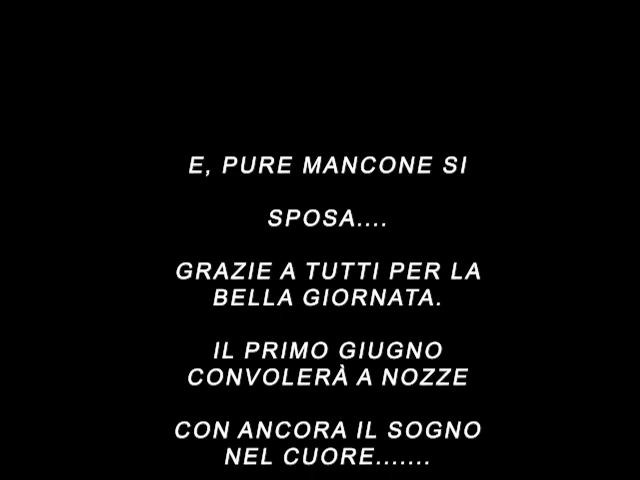 E, PURE MANCONE SI
SPOSA....
GRAZIE A TUTTI PER LA
BELLA GIORNATA.
IL PRIMO GIUGNO
CONVOLERÀ A NOZZE
CON ANCORA IL SOGNO
NEL CUORE.......